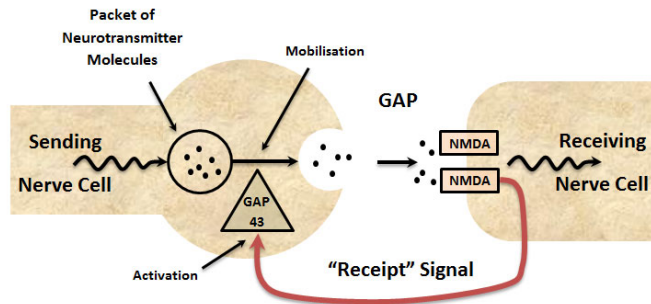 Packet of
Neurotransmitter
Molecules
Mobilisation
GAP
Sending
Nerve Cell
NMDA
NMDA
Receiving
Nerve Cell
GAP
43
Activation
“Receipt” Signal